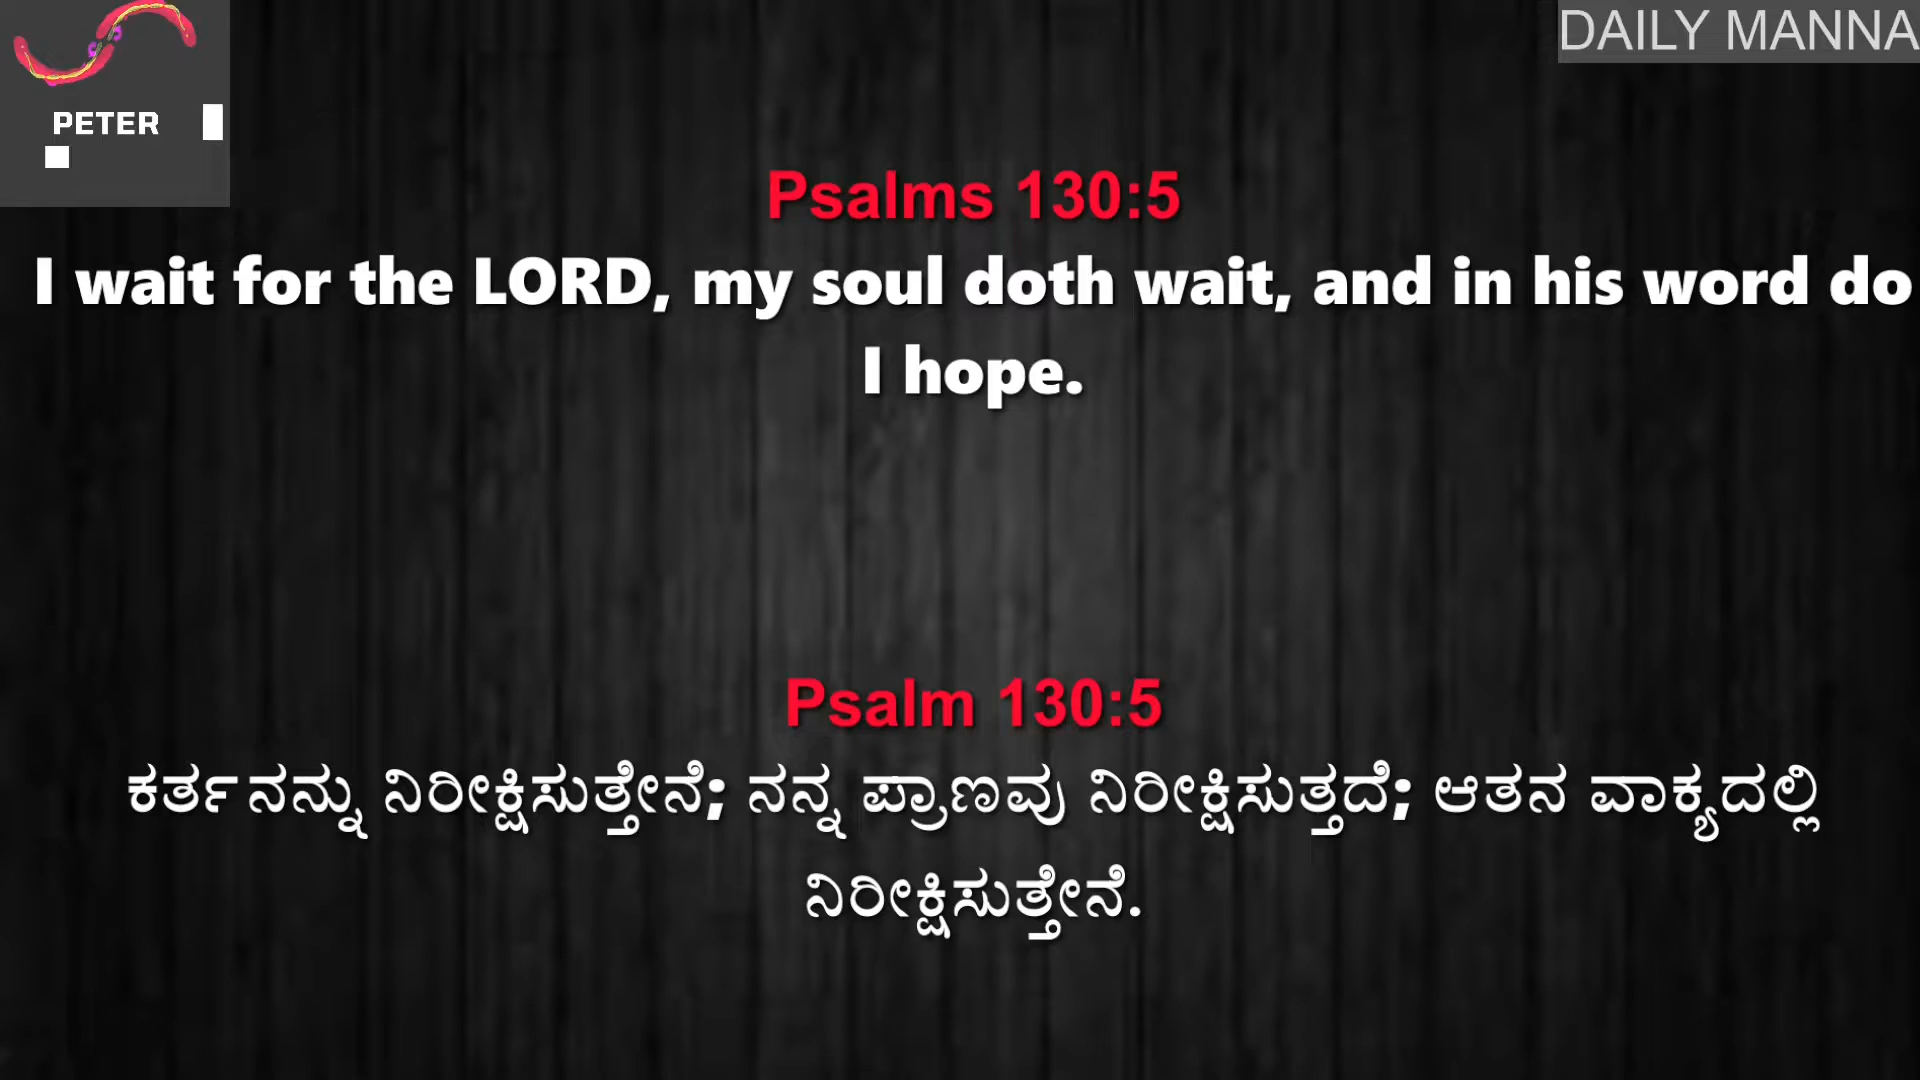 DAILY MANNA
PETER
Psalms 130:5
I wait for the LORD, my soul doth wait, and in his word do
I hope.
Psalm 130:5
ಕರ್ತನನ್ನು ನಿರೀಕ್ಷಿಸುತ್ತೇನೆ; ನನ್ನ ಪ್ರಾಣವು ನಿರೀಕ್ಷಿಸುತ್ತದೆ; ಆತನ ವಾಕ್ಯದಲ್ಲಿ
ನಿರೀಕ್ಷಿಸುತ್ತೇನೆ.